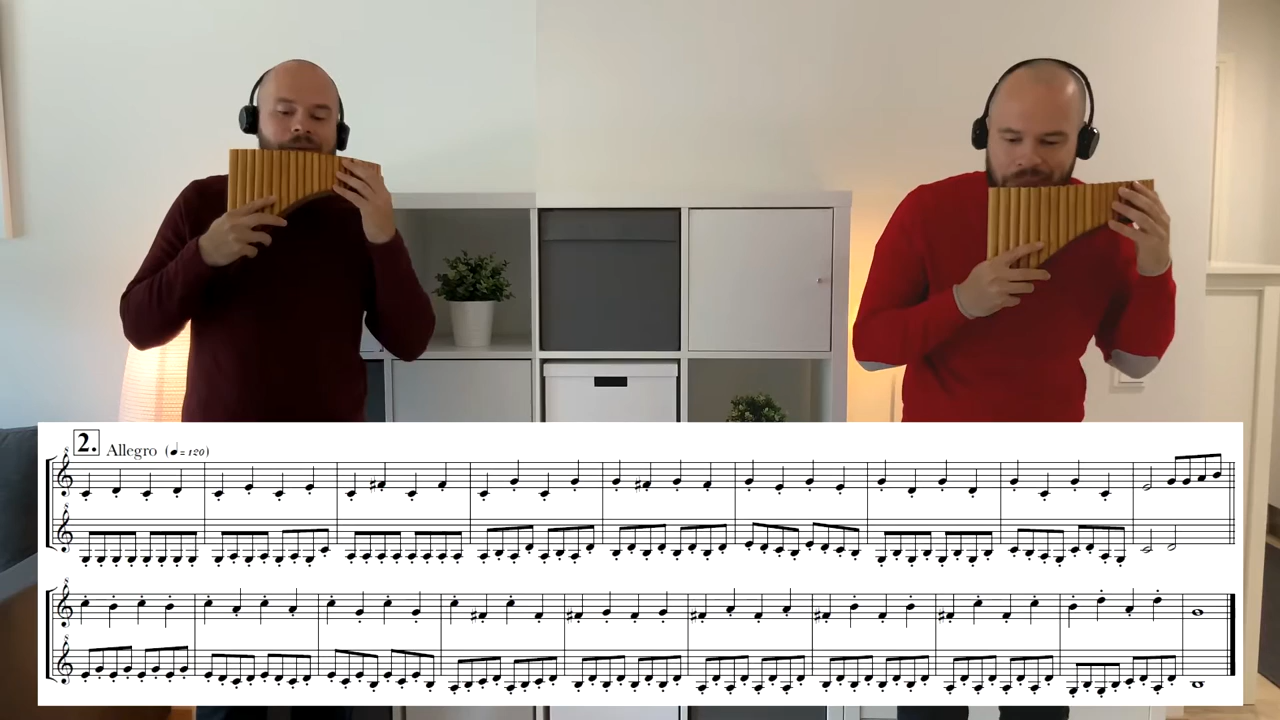 2. Allegro (♩ = 120)